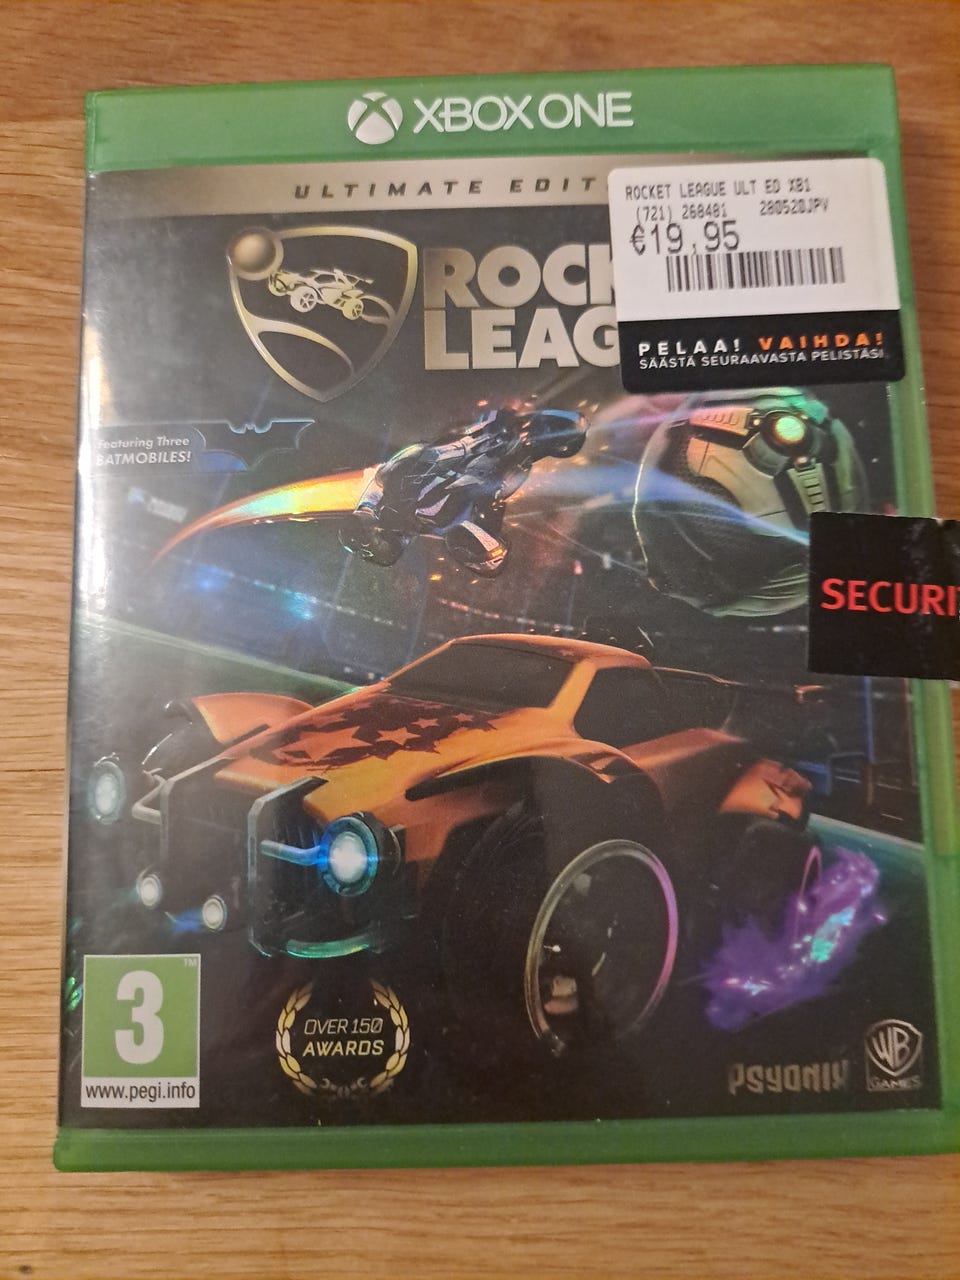 XBOX ONE
ULTIMATE EDIT
ROCKET LEAGUE ULT ED XB1
(721) 268481 280520JPV
€19,95
ROCK
LEAG
PELAA! VAIHDA!
SÄÄSTÄ SEURAAVASTA PELISTÄSI
Featuring Three
BATMOBILES!
SECURI
3™
www.pegi.info
OVER 150
AWARDS
PSYONIX
WB
GAMES